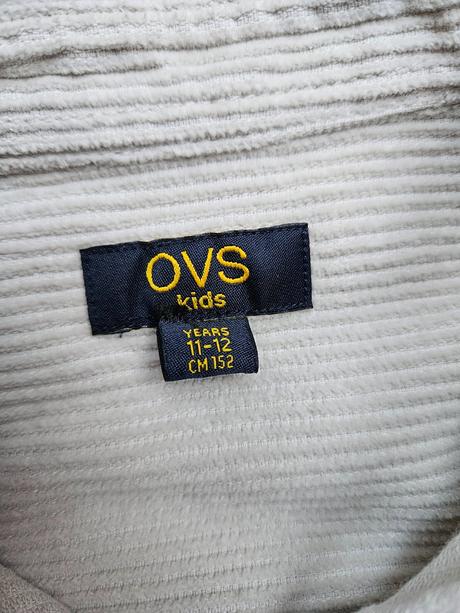 OVS
kids
YEARS
11-12
CM 152